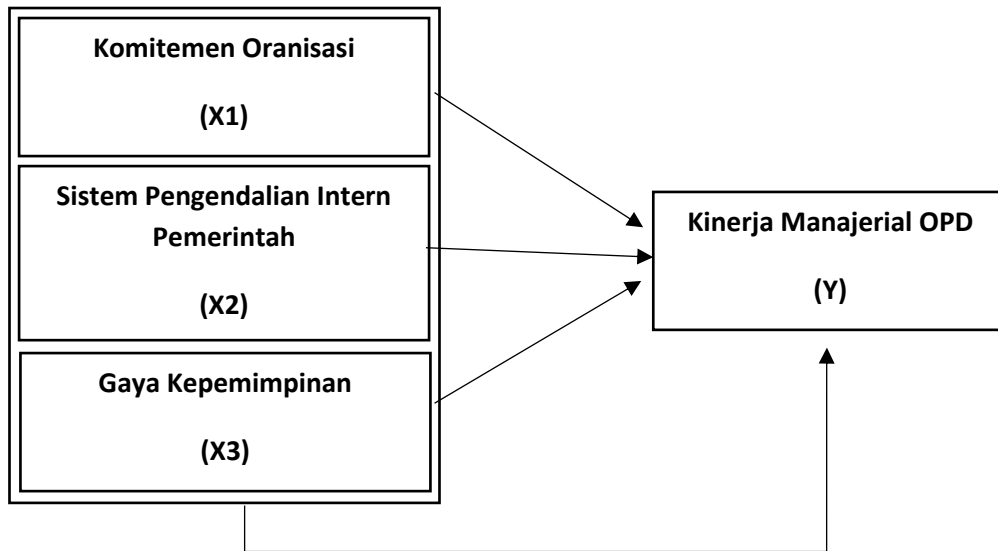 Komitemen Oranisasi
(X1)
Sistem Pengendalian Intern
Pemerintah
(X2)
Gaya Kepemimpinan
(X3)
Kinerja Manajerial OPD
(Y)